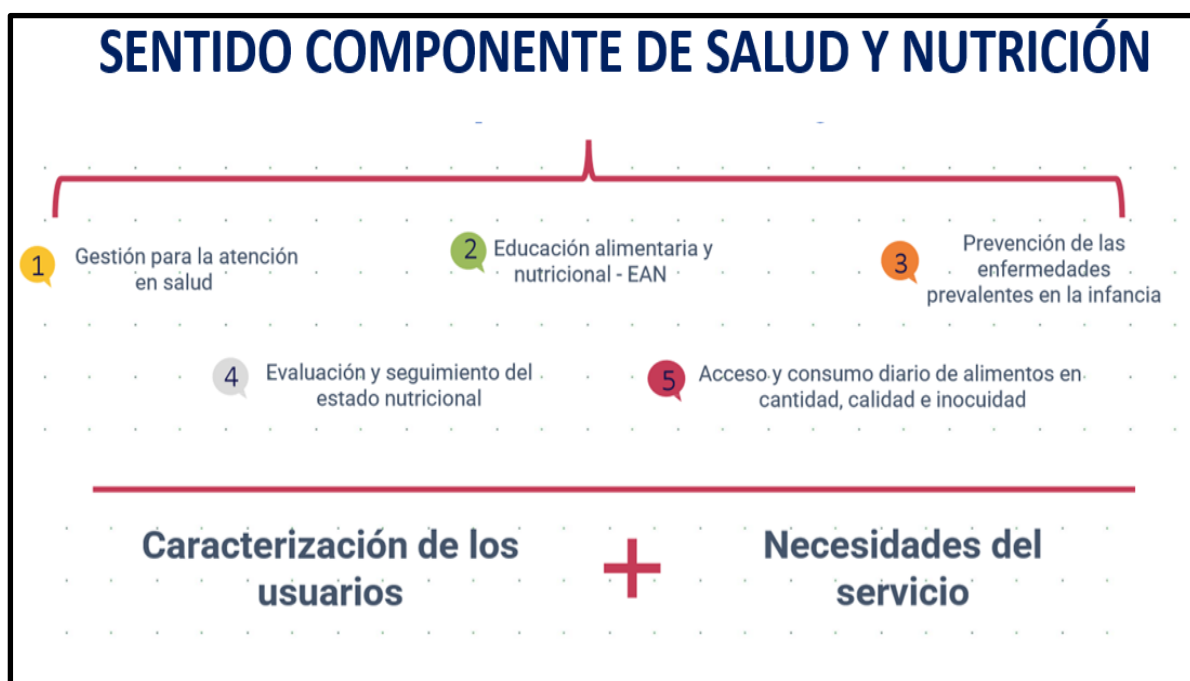 SENTIDO COMPONENTE DE SALUD Y NUTRICIÓN
1
Gestión para la atención
en salud
2
Educación alimentaria y
nutricional - EAN
3
Prevención de las
enfermedades
prevalentes en la infancia
4
Evaluación y seguimiento del
estado nutricional
5
Acceso y consumo diario de alimentos en
cantidad, calidad e inocuidad
Caracterización de los
usuarios
+
Necesidades del
servicio